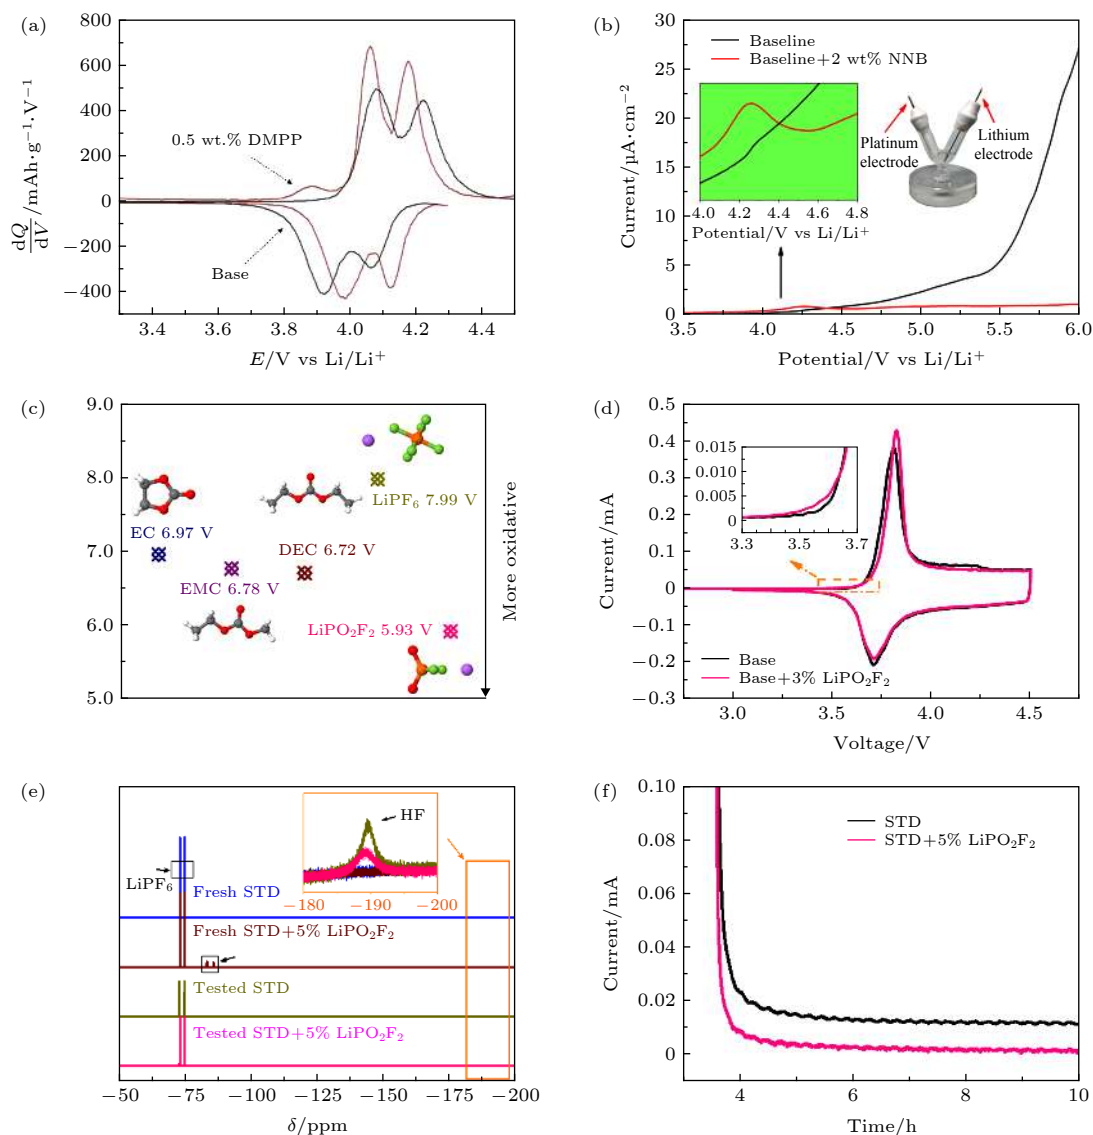 (a)
800
600
400
200
0
−200
−400
dQ/dV /mAh·g⁻¹·V⁻¹
0.5 wt.% DMPP
Base
3.4
3.6
3.8
4.0
4.2
4.4
E/V vs Li/Li⁺
(b)
30
25
20
15
10
5
0
Current/μA·cm⁻²
Baseline
Baseline+2 wt% NNB
Platinum
electrode
Lithium
electrode
4.0 4.2 4.4 4.6 4.8
Potential/V vs Li/Li⁺
3.5
4.0
4.5
5.0
5.5
6.0
Potential/V vs Li/Li⁺
(c)
9.0
8.0
7.0
6.0
5.0
EC 6.97 V
LiPF₆ 7.99 V
DEC 6.72 V
EMC 6.78 V
LiPO₂F₂ 5.93 V
More oxidative
(d)
0.5
0.4
0.3
0.2
0.1
0
−0.1
−0.2
−0.3
Current/mA
0.015
0.010
0.005
0
3.3
3.5
3.7
Base
Base+3% LiPO₂F₂
3.0
3.5
4.0
4.5
Voltage/V
(e)
HF
−180
−190
−200
LiPF₆
Fresh STD
Fresh STD+5% LiPO₂F₂
Tested STD
Tested STD+5% LiPO₂F₂
−50
−75
−100
−125
−150
−175
−200
δ/ppm
(f)
0.10
0.08
0.06
0.04
0.02
0
Current/mA
STD
STD+5% LiPO₂F₂
4
6
8
10
Time/h